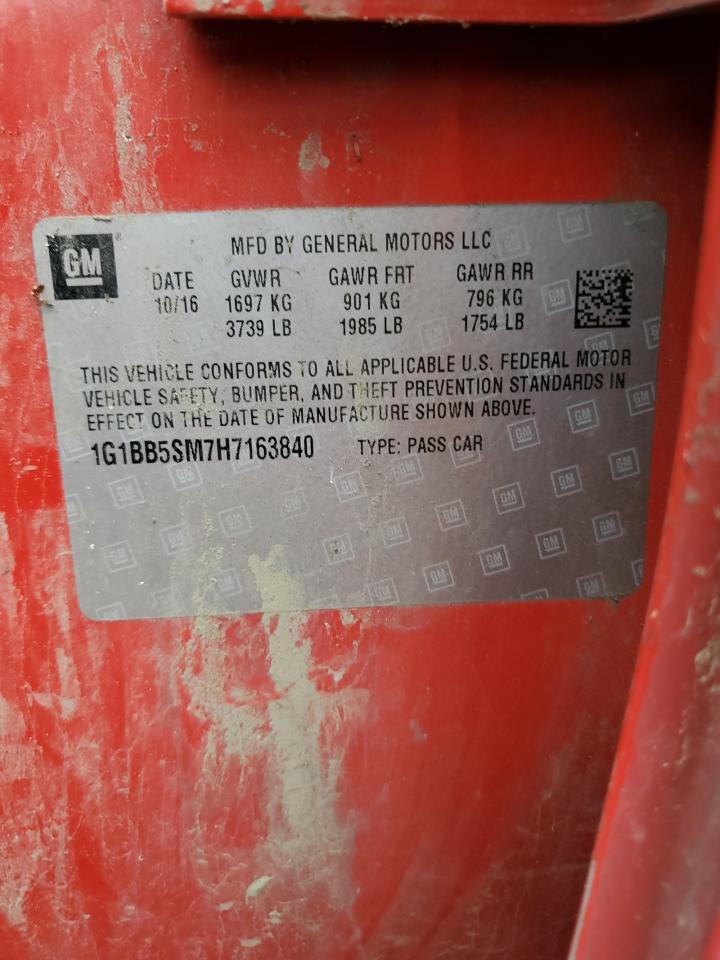 GM
MFD BY GENERAL MOTORS LLC
DATE GVWR GAWR FRT GAWR RR
10/16 1697 KG 901 KG 796 KG
3739 LB 1985 LB 1754 LB
THIS VEHICLE CONFORMS TO ALL APPLICABLE U.S. FEDERAL MOTOR
VEHICLE SAFETY, BUMPER, AND THEFT PREVENTION STANDARDS IN
EFFECT ON THE DATE OF MANUFACTURE SHOWN ABOVE.
1G1BB5SM7H7163840 TYPE: PASS CAR